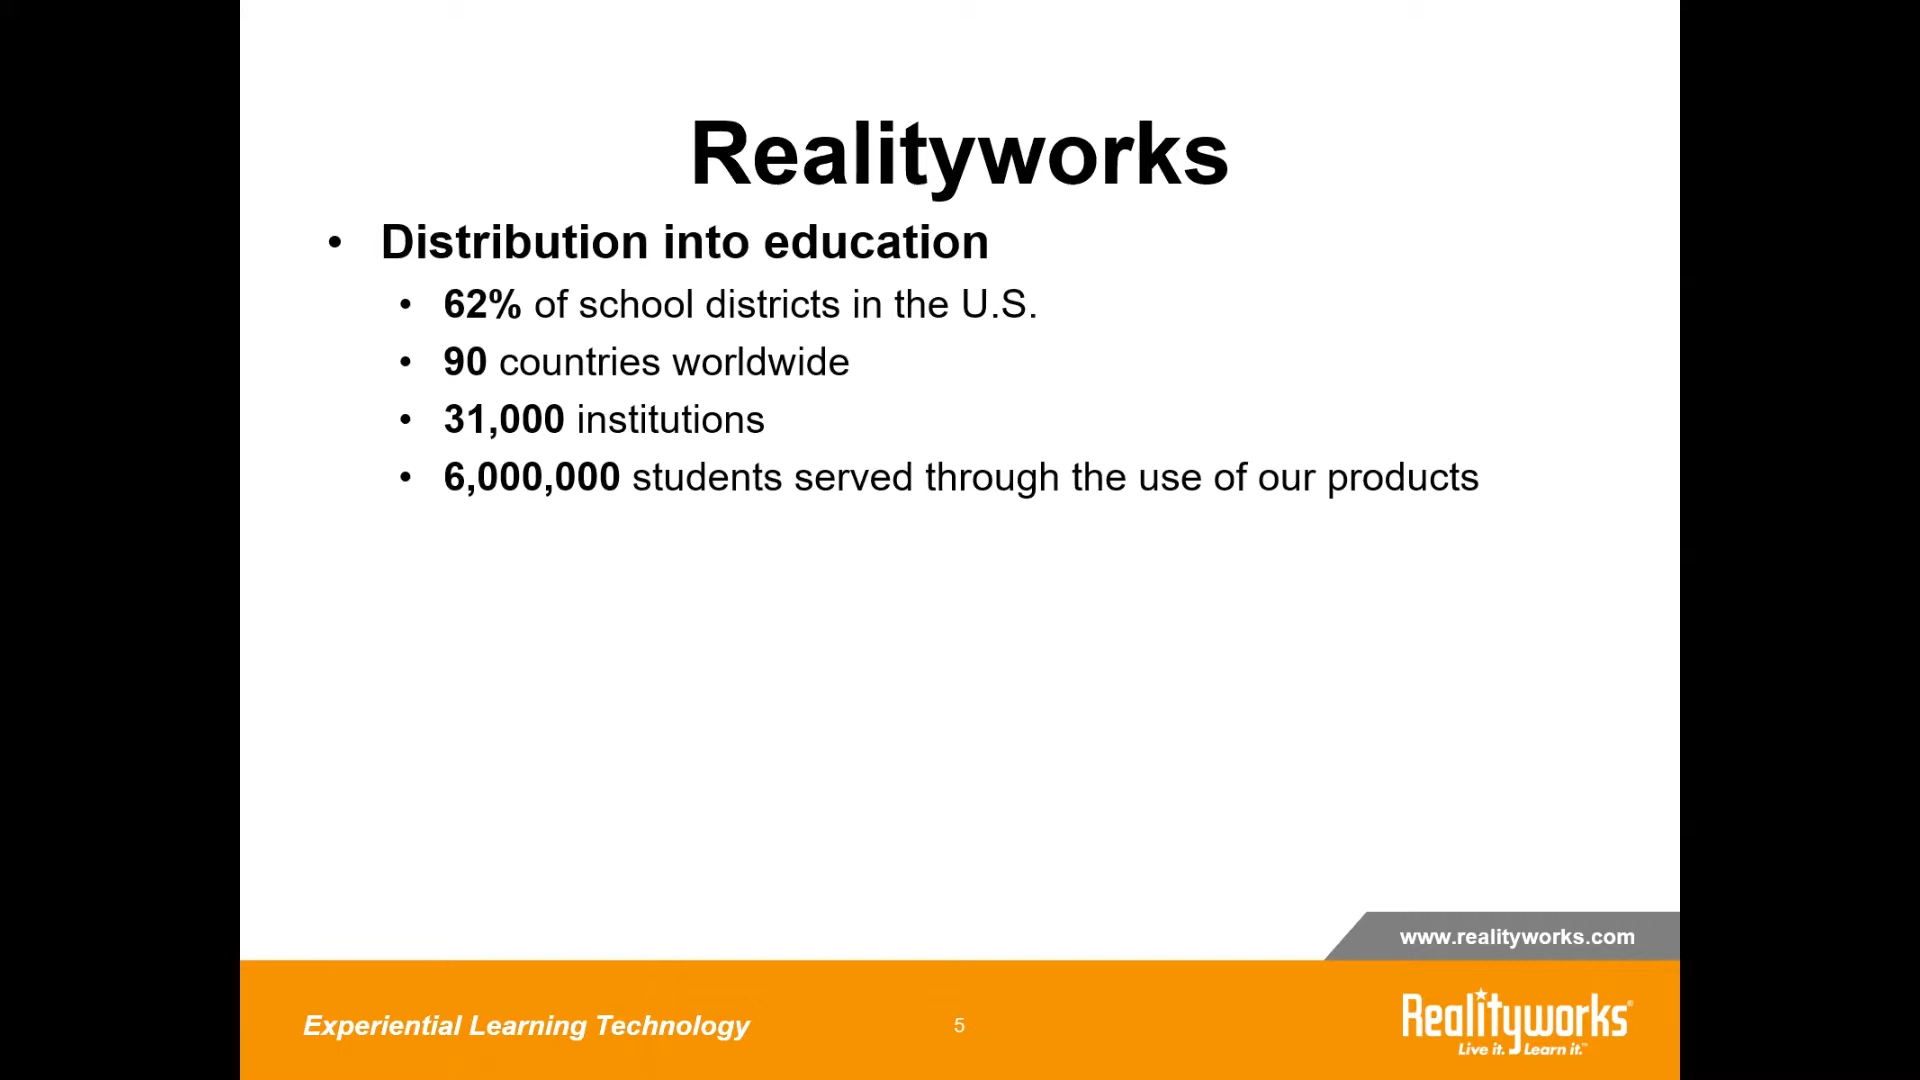 Realityworks
• Distribution into education
• 62% of school districts in the U.S.
• 90 countries worldwide
• 31,000 institutions
• 6,000,000 students served through the use of our products
www.realityworks.com
Experiential Learning Technology
5
Realityworks®
Live it. Learn it.™